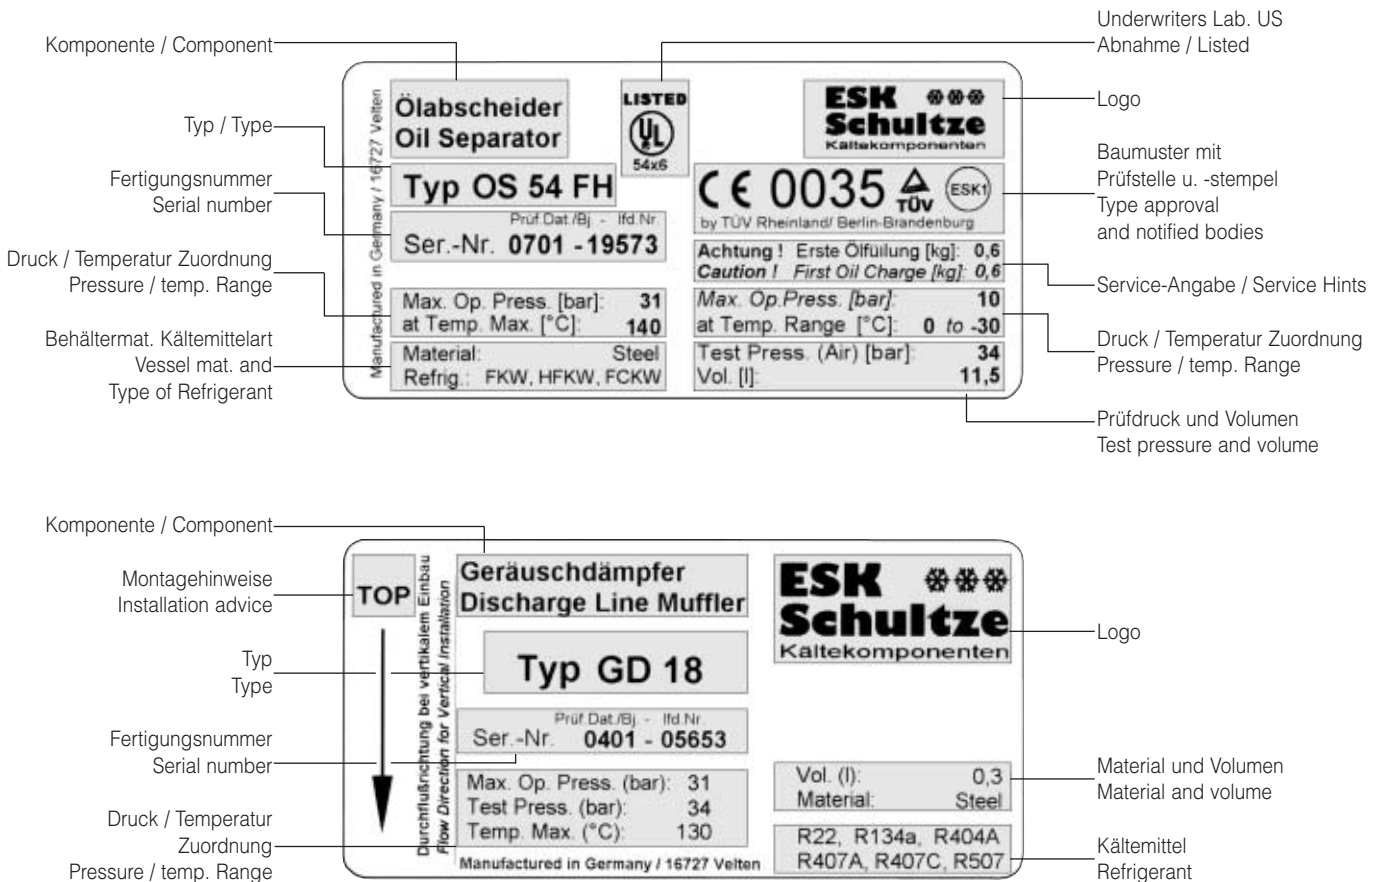 Komponente / Component
Typ / Type
Fertigungsnummer
Serial number
Druck / Temperatur Zuordnung
Pressure / temp. Range
Behältermat. Kältemittelart
Vessel mat. and
Type of Refrigerant
Manufactured in Germany / 16727 Velten
Ölabscheider
Oil Separator
Typ OS 54 FH
Prüf.Dat./Bj. - lfd.Nr.
Ser.-Nr. 0701 - 19573
Max. Op. Press. [bar]: 31
at Temp. Max. [°C]: 140
Material: Steel
Refrig.: FKW, HFKW, FCKW
LISTED
UL
54x6
ESK
Schultze
Kältekomponenten
CE 0035 TÜV ESK1
by TÜV Rheinland/ Berlin-Brandenburg
Achtung ! Erste Ölfüllung [kg]: 0,6
Caution ! First Oil Charge [kg]: 0,6
Max. Op.Press. [bar]: 10
at Temp. Range [°C]: 0 to -30
Test Press. (Air) [bar]: 34
Vol. [l]: 11,5
Underwriters Lab. US
Abnahme / Listed
Logo
Baumuster mit
Prüfstelle u. -stempel
Type approval
and notified bodies
Service-Angabe / Service Hints
Druck / Temperatur Zuordnung
Pressure / temp. Range
Prüfdruck und Volumen
Test pressure and volume
Komponente / Component
Montagehinweise
Installation advice
Typ
Type
Fertigungsnummer
Serial number
Druck / Temperatur
Zuordnung
Pressure / temp. Range
TOP
Durchflußrichtung bei vertikalem Einbau
Flow Direction for Vertical Installation
Geräuschdämpfer
Discharge Line Muffler
Typ GD 18
Prüf.Dat./Bj. - lfd.Nr.
Ser.-Nr. 0401 - 05653
Max. Op. Press. (bar): 31
Test Press. (bar): 34
Temp. Max. (°C): 130
Manufactured in Germany / 16727 Velten
ESK
Schultze
Kältekomponenten
Vol. (l): 0,3
Material: Steel
R22, R134a, R404A
R407A, R407C, R507
Logo
Material und Volumen
Material and volume
Kältemittel
Refrigerant